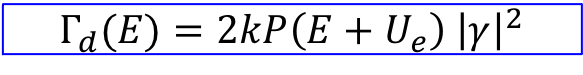 Γ_d(E) = 2kP(E + U_e) |γ|²